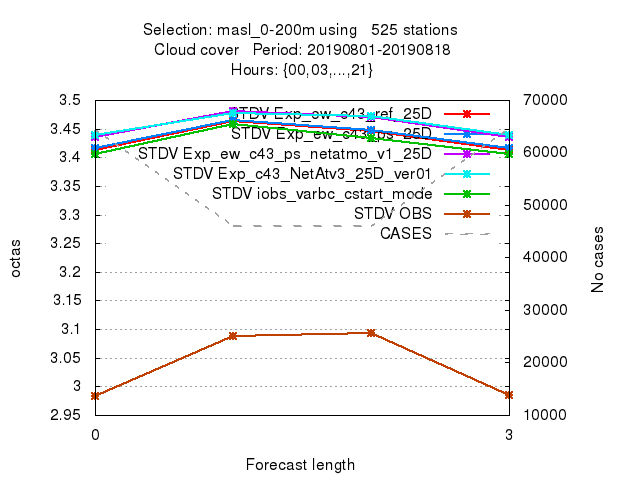 Selection: masl_0-200m using 525 stations
Cloud cover Period: 20190801-20190818
Hours: {00,03,...,21}
3.5
3.45
3.4
3.35
3.3
3.25
3.2
3.15
3.1
3.05
3
2.95
octas
70000
60000
50000
40000
30000
20000
10000
No cases
STDV Exp_ew_c43_ref_25D
STDV Exp_ew_c43_ps_25D
STDV Exp_ew_c43_ps_netatmo_v1_25D
STDV Exp_c43_NetAtv3_25D_ver01
STDV iobs_varbc_cstart_mode
STDV OBS
CASES
0
3
Forecast length